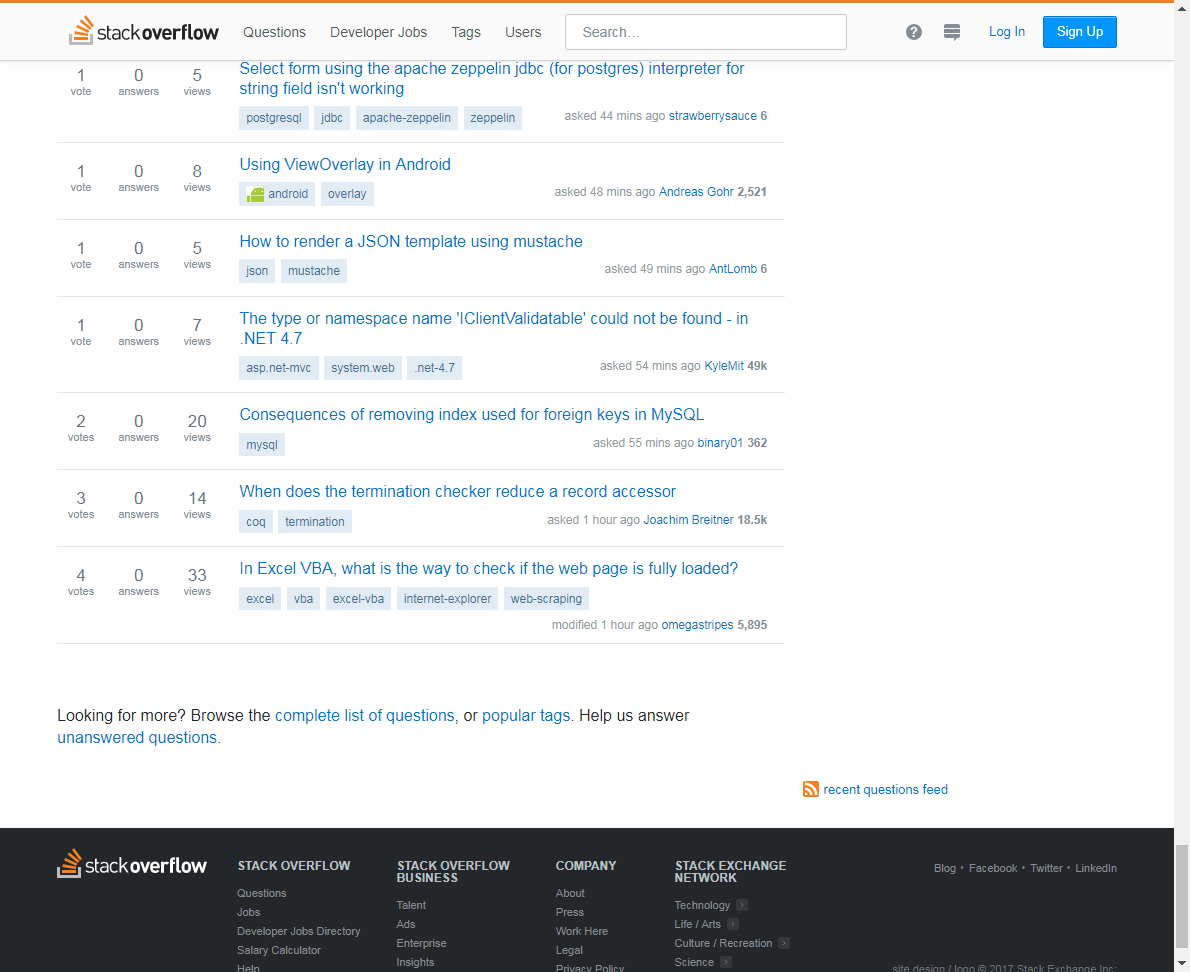 stack overflow Questions Developer Jobs Tags Users Search... ? Log In Sign Up
1 0 5 Select form using the apache zeppelin jdbc (for postgres) interpreter for
vote answers views string field isn't working
postgresql jdbc apache-zeppelin zeppelin asked 44 mins ago strawberrysauce 6
1 0 8 Using ViewOverlay in Android
vote answers views android overlay asked 48 mins ago Andreas Gohr 2,521
1 0 5 How to render a JSON template using mustache
vote answers views json mustache asked 49 mins ago AntLomb 6
1 0 7 The type or namespace name 'IClientValidatable' could not be found - in
vote answers views .NET 4.7
asp.net-mvc system.web .net-4.7 asked 54 mins ago KyleMit 49k
2 0 20 Consequences of removing index used for foreign keys in MySQL
votes answers views mysql asked 55 mins ago binary01 362
3 0 14 When does the termination checker reduce a record accessor
votes answers views coq termination asked 1 hour ago Joachim Breitner 18.5k
4 0 33 In Excel VBA, what is the way to check if the web page is fully loaded?
votes answers views excel vba excel-vba internet-explorer web-scraping
modified 1 hour ago omegastripes 5,895
Looking for more? Browse the complete list of questions, or popular tags. Help us answer
unanswered questions.
recent questions feed
stack overflow
STACK OVERFLOW
Questions
Jobs
Developer Jobs Directory
Salary Calculator
Help
STACK OVERFLOW
BUSINESS
Talent
Ads
Enterprise
Insights
COMPANY
About
Press
Work Here
Legal
Privacy Policy
STACK EXCHANGE
NETWORK
Technology
Life / Arts
Culture / Recreation
Science
Blog • Facebook • Twitter • LinkedIn
site design / logo © 2017 Stack Exchange Inc;